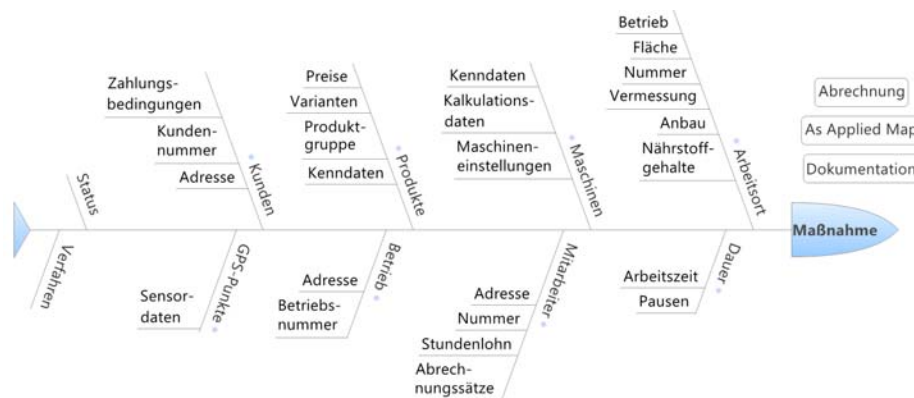 Zahlungs-
bedingungen
Kunden-
nummer
Adresse
Kunden
Preise
Varianten
Produkt-
gruppe
Kenndaten
Produkte
Kenndaten
Kalkulations-
daten
Maschinen-
einstellungen
Maschinen
Betrieb
Fläche
Nummer
Vermessung
Anbau
Nährstoff-
gehalte
Arbeitsort
Abrechnung
As Applied Map
Dokumentation
Status
Maßnahme
Verfahren
Sensor-
daten
GPS-Punkte
Adresse
Betriebs-
nummer
Betrieb
Adresse
Nummer
Stundenlohn
Abrech-
nungssätze
Mitarbeiter
Arbeitszeit
Pausen
Dauer